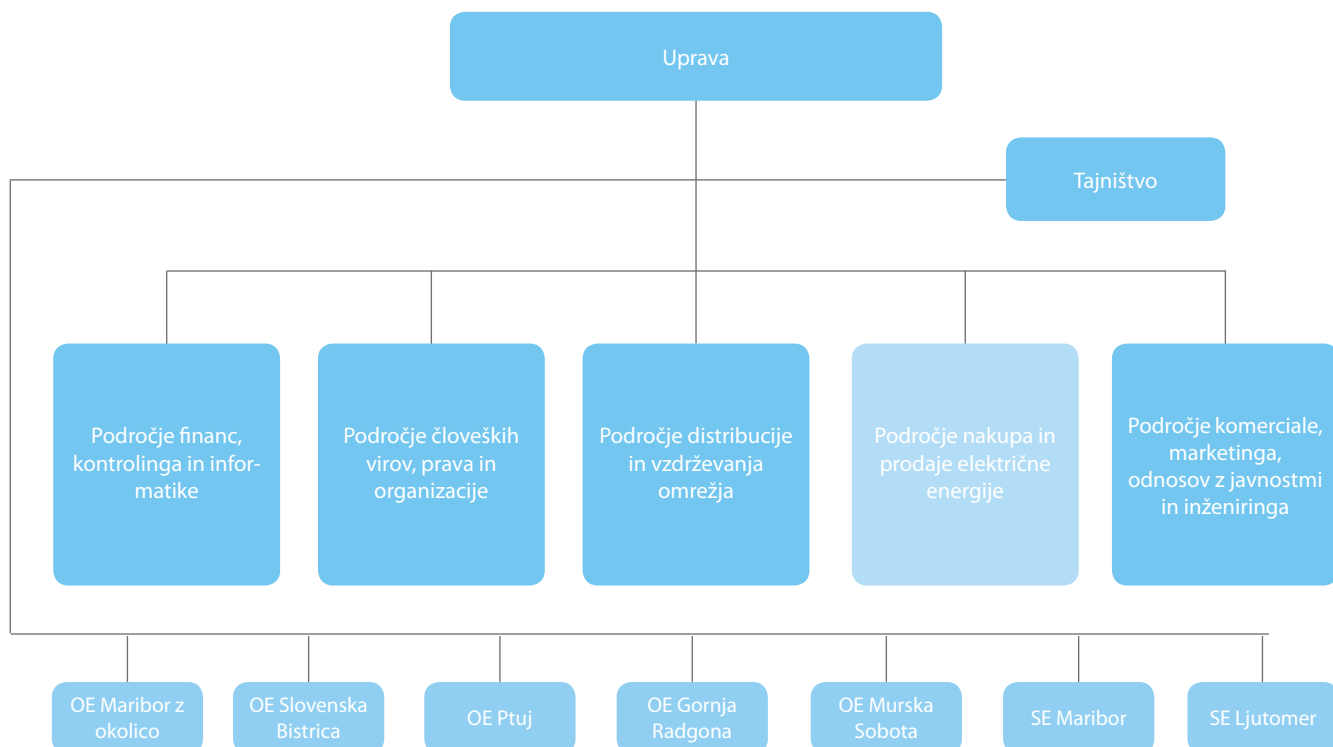 Uprava
Tajništvo
Področje financ,
kontrolinga in infor-
matike
Področje človeških
virov, prava in
organizacije
Področje distribucije
in vzdrževanja
omrežja
Področje nakupa in
prodaje električne
energije
Področje komerciale,
marketinga,
odnosov z javnostmi
in inženiringa
OE Maribor z
okolico
OE Slovenska
Bistrica
OE Ptuj
OE Gornja
Radgona
OE Murska
Sobota
SE Maribor
SE Ljutomer